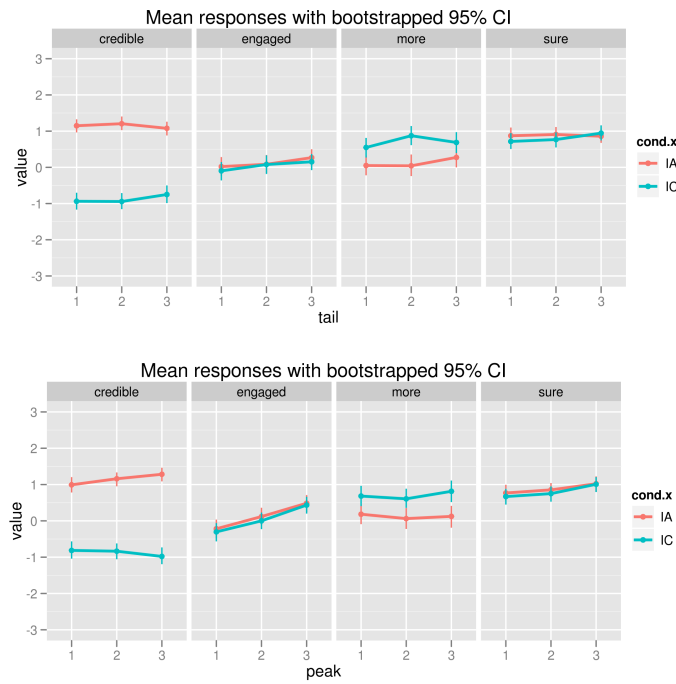 Mean responses with bootstrapped 95% CI
credible engaged more sure
3
2
1
0
-1
-2
-3
value
1 2 3 1 2 3 1 2 3 1 2 3
tail
cond.x
IA
IC
Mean responses with bootstrapped 95% CI
credible engaged more sure
3
2
1
0
-1
-2
-3
value
1 2 3 1 2 3 1 2 3 1 2 3
peak
cond.x
IA
IC